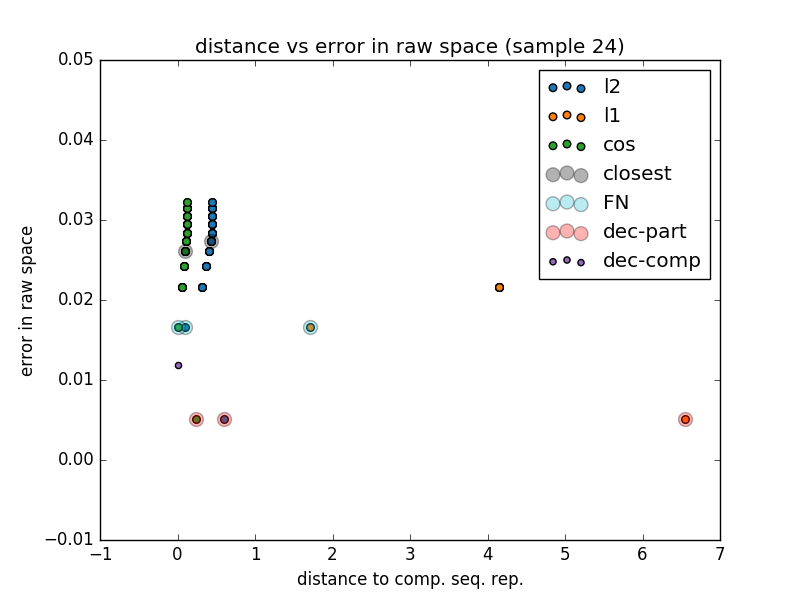 distance vs error in raw space (sample 24)
0.05
0.04
0.03
0.02
0.01
0.00
−0.01
error in raw space
l2
l1
cos
closest
FN
dec-part
dec-comp
−1 0 1 2 3 4 5 6 7
distance to comp. seq. rep.